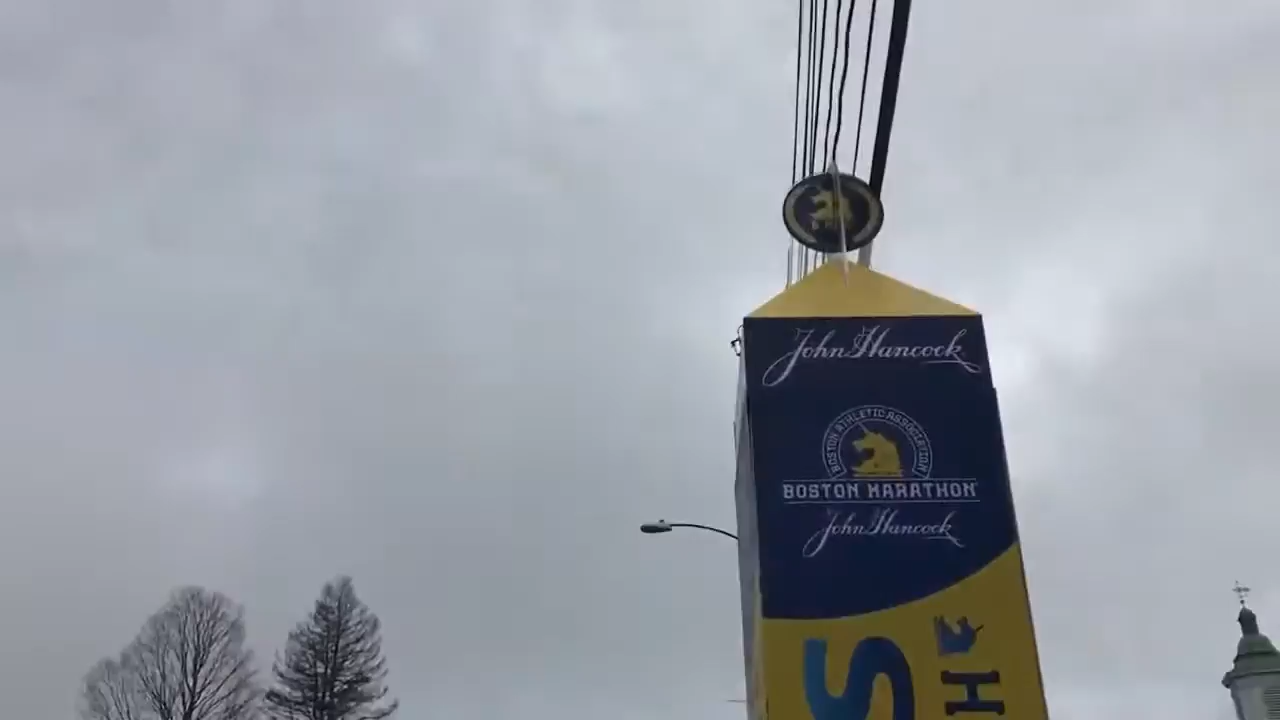 John Hancock
BOSTON ATHLETIC ASSOCIATION
BOSTON MARATHON
John Hancock
S
H